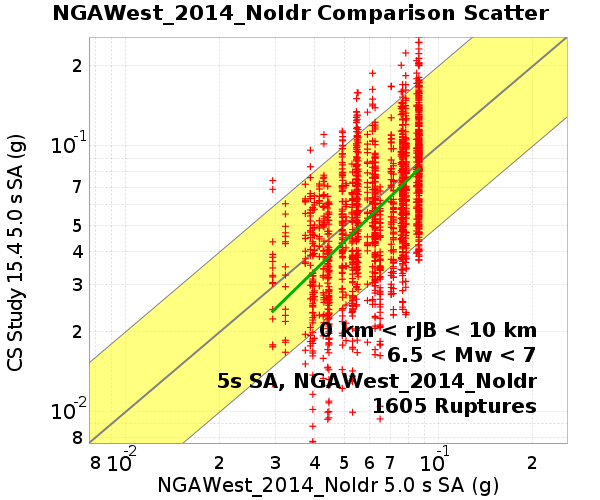 NGAWest_2014_NoIdr Comparison Scatter
CS Study 15.4 5.0 s SA (g)
2
10-1
7
5
4
3
2
10-2
8
0 km < rJB < 10 km
6.5 < Mw < 7
5s SA, NGAWest_2014_NoIdr
1605 Ruptures
8 10-2 2 3 4 5 6 7 10-1 2
NGAWest_2014_NoIdr 5.0 s SA (g)